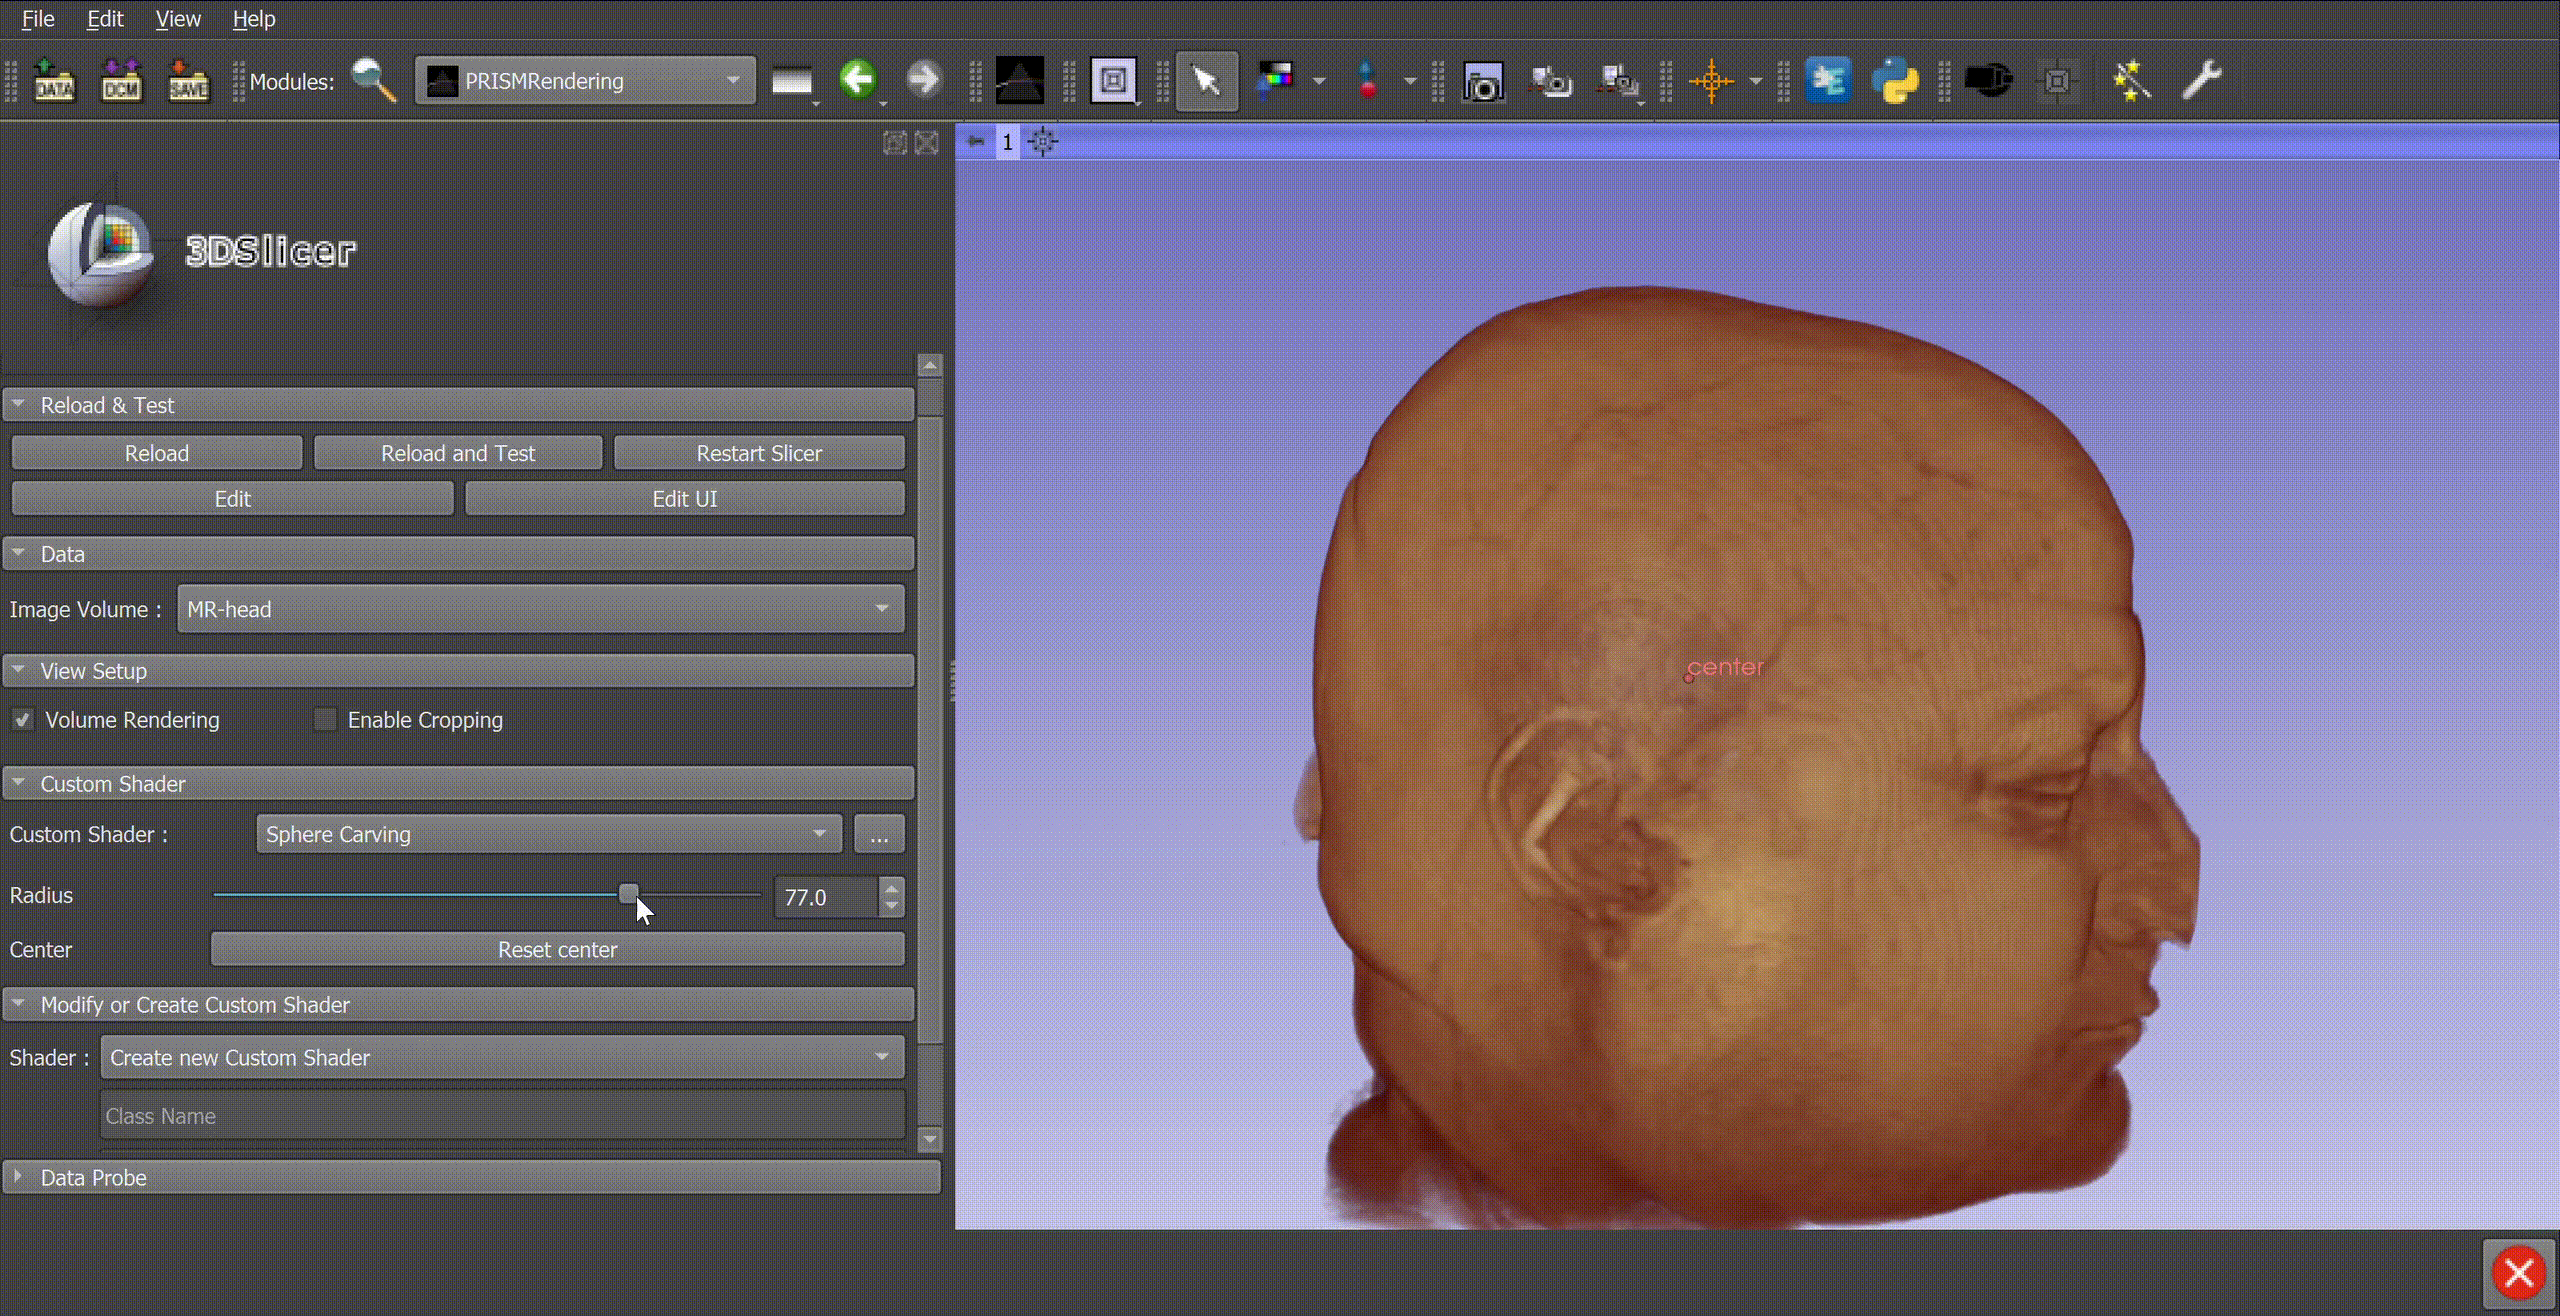 File Edit View Help
DATA DCM SAVE Modules: PRISMRendering
1
3DSlicer
Reload & Test
Reload Reload and Test Restart Slicer
Edit Edit UI
Data
Image Volume : MR-head
View Setup
Volume Rendering Enable Cropping
Custom Shader
Custom Shader : Sphere Carving ...
Radius 77.0
Center Reset center
Modify or Create Custom Shader
Shader : Create new Custom Shader
Class Name
Data Probe
center